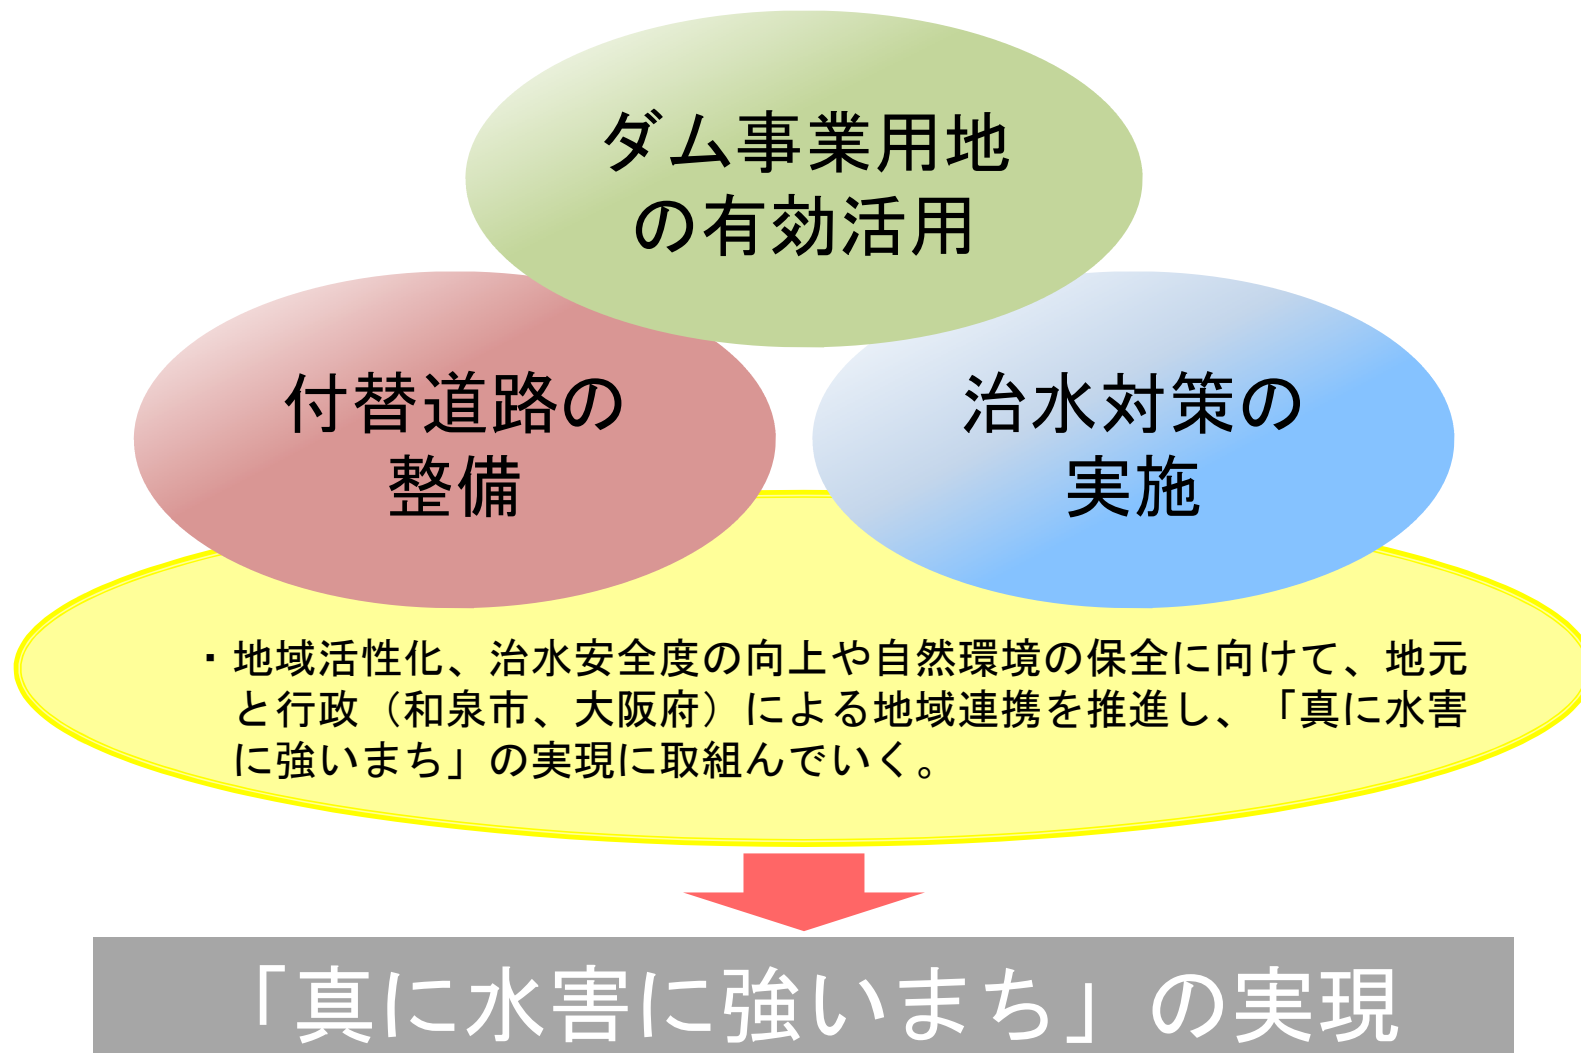 ダム事業用地
の有効活用
付替道路の
整備
治水対策の
実施
・地域活性化、治水安全度の向上や自然環境の保全に向けて、地元
と行政（和泉市、大阪府）による地域連携を推進し、「真に水害
に強いまち」の実現に取組んでいく。
「真に水害に強いまち」の実現